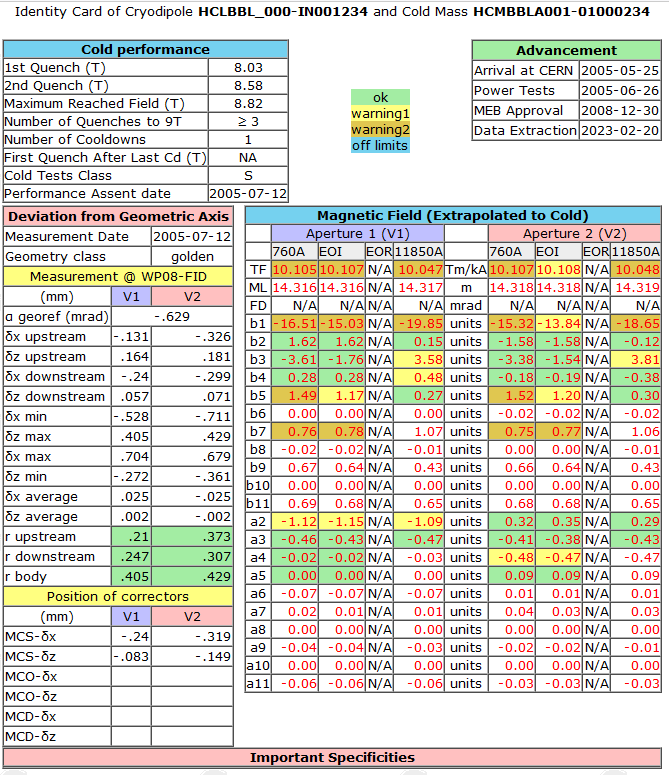 Identity Card of Cryodipole HCLBBL_000-IN001234 and Cold Mass HCMBBLA001-01000234
Cold performance
1st Quench (T) 8.03
2nd Quench (T) 8.58
Maximum Reached Field (T) 8.82
Number of Quenches to 9T ≥ 3
Number of Cooldowns 1
First Quench After Last Cd (T) NA
Cold Tests Class S
Performance Assent date 2005-07-12
ok
warning1
warning2
off limits
Advancement
Arrival at CERN 2005-05-25
Power Tests 2005-06-26
MEB Approval 2008-12-30
Data Extraction 2023-02-20
Deviation from Geometric Axis
Measurement Date 2005-07-12
Geometry class golden
Measurement @ WP08-FID
(mm) V1 V2
α georef (mrad) -.629
δx upstream -.131 -.326
δz upstream .164 .181
δx downstream -.24 -.299
δz downstream .057 .071
δx min -.528 -.711
δz max .405 .429
δx max .704 .679
δz min -.272 -.361
δx average .025 -.025
δz average .002 -.002
r upstream .21 .373
r downstream .247 .307
r body .405 .429
Position of correctors
(mm) V1 V2
MCS-δx -.24 -.319
MCS-δz -.083 -.149
MCO-δx
MCO-δz
MCD-δx
MCD-δz
Magnetic Field (Extrapolated to Cold)
Aperture 1 (V1) Aperture 2 (V2)
760A EOI EOR 11850A 760A EOI EOR 11850A
TF 10.105 10.107 N/A 10.047 Tm/kA 10.107 10.108 N/A 10.048
ML 14.316 14.316 N/A 14.317 m 14.318 14.318 N/A 14.319
FD N/A N/A N/A N/A mrad N/A N/A N/A N/A
b1 -16.51 -15.03 N/A -19.85 units -15.32 -13.84 N/A -18.65
b2 1.62 1.62 N/A 0.15 units -1.58 -1.58 N/A -0.12
b3 -3.61 -1.76 N/A 3.58 units -3.38 -1.54 N/A 3.81
b4 0.28 0.28 N/A 0.48 units -0.18 -0.19 N/A -0.38
b5 1.49 1.17 N/A 0.27 units 1.52 1.20 N/A 0.30
b6 0.00 0.00 N/A 0.00 units -0.02 -0.02 N/A -0.02
b7 0.76 0.78 N/A 1.07 units 0.75 0.77 N/A 1.06
b8 -0.02 -0.02 N/A -0.01 units 0.00 0.00 N/A -0.01
b9 0.67 0.64 N/A 0.43 units 0.66 0.64 N/A 0.43
b10 0.00 0.00 N/A 0.00 units 0.00 0.00 N/A 0.00
b11 0.69 0.68 N/A 0.65 units 0.68 0.68 N/A 0.65
a2 -1.12 -1.15 N/A -1.09 units 0.32 0.35 N/A 0.29
a3 -0.46 -0.43 N/A -0.47 units -0.41 -0.38 N/A -0.43
a4 -0.02 -0.02 N/A -0.03 units -0.48 -0.47 N/A -0.47
a5 0.00 0.00 N/A 0.00 units 0.09 0.09 N/A 0.09
a6 -0.07 -0.07 N/A -0.07 units 0.01 0.01 N/A 0.01
a7 0.02 0.01 N/A 0.01 units 0.04 0.03 N/A 0.03
a8 0.00 0.00 N/A 0.00 units 0.00 0.00 N/A 0.00
a9 -0.04 -0.04 N/A -0.03 units -0.02 -0.02 N/A -0.01
a10 0.00 0.00 N/A 0.00 units 0.00 0.00 N/A 0.00
a11 -0.06 -0.06 N/A -0.06 units -0.03 -0.03 N/A -0.03
Important Specificities